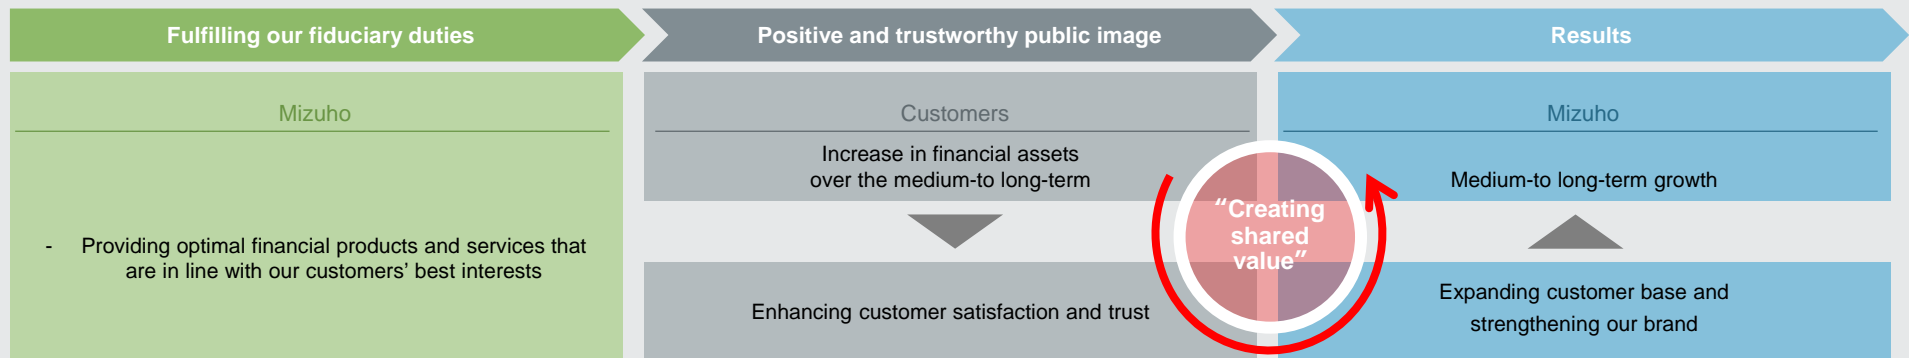 Fulfilling our fiduciary duties
Positive and trustworthy public image
Results
Mizuho
- Providing optimal financial products and services that
are in line with our customers’ best interests
Customers
Increase in financial assets
over the medium-to long-term
Enhancing customer satisfaction and trust
“Creating
shared
value”
Mizuho
Medium-to long-term growth
Expanding customer base and
strengthening our brand